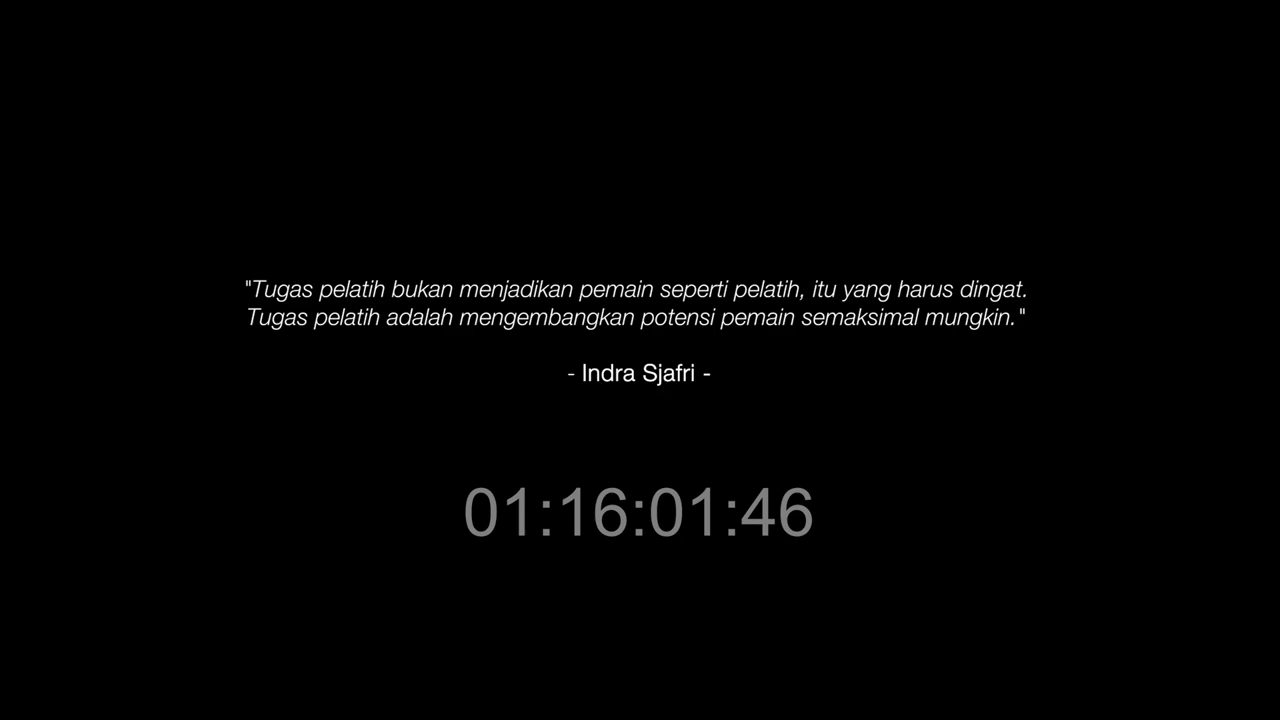 "Tugas pelatih bukan menjadikan pemain seperti pelatih, itu yang harus dingat.
Tugas pelatih adalah mengembangkan potensi pemain semaksimal mungkin."
- Indra Sjafri -
01:16:01:46